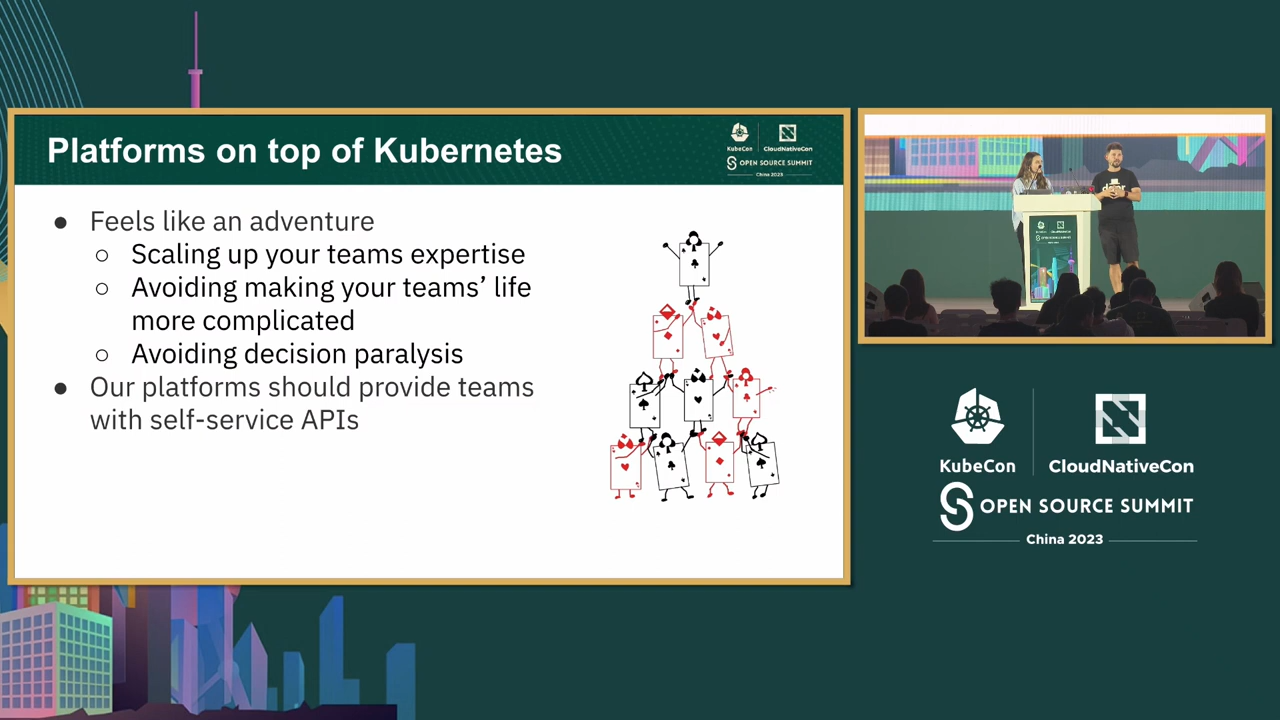 Platforms on top of Kubernetes
KubeCon
CloudNativeCon
OPEN SOURCE SUMMIT
China 2023
● Feels like an adventure
○ Scaling up your teams expertise
○ Avoiding making your teams’ life
more complicated
○ Avoiding decision paralysis
● Our platforms should provide teams
with self-service APIs
KubeCon
CloudNativeCon
OPEN SOURCE SUMMIT
China 2023